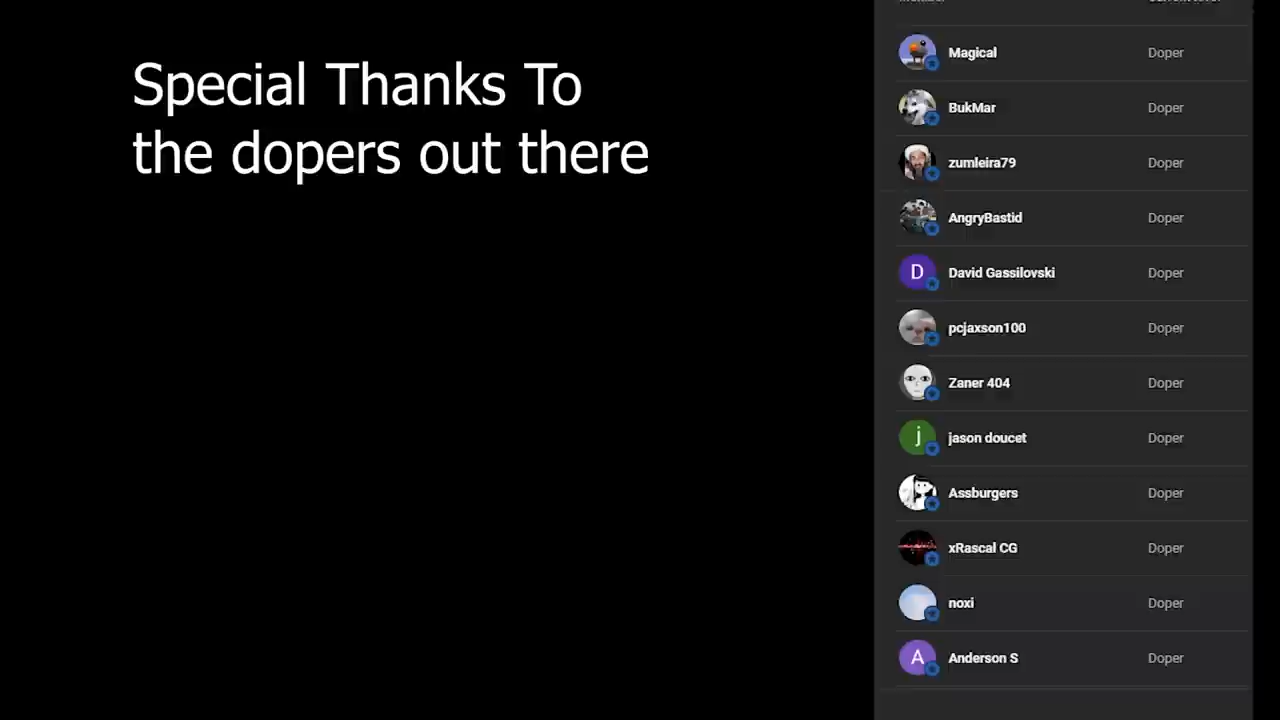 Special Thanks To
the dopers out there
Magical Doper
BukMar Doper
zumleira79 Doper
AngryBastid Doper
D David Gassilovski Doper
pcjaxson100 Doper
Zaner 404 Doper
j jason doucet Doper
Assburgers Doper
xRascal CG Doper
noxi Doper
A Anderson S Doper